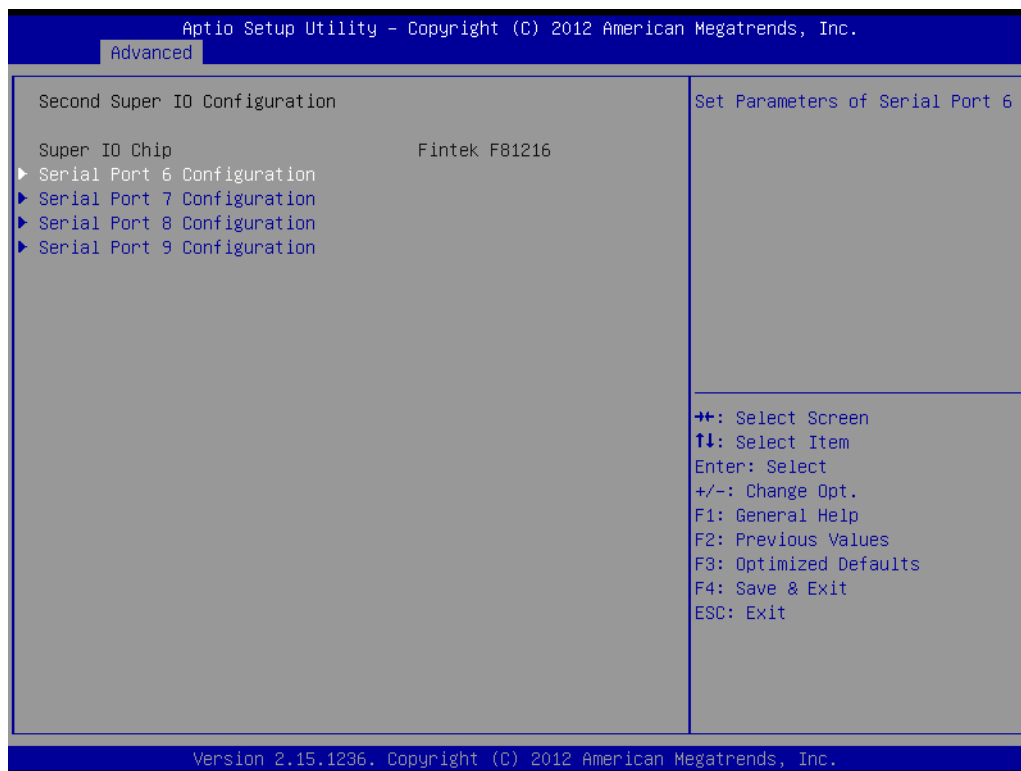 Aptio Setup Utility – Copyright (C) 2012 American Megatrends, Inc.
Advanced
Second Super IO Configuration
Super IO Chip Fintek F81216
Serial Port 6 Configuration
Serial Port 7 Configuration
Serial Port 8 Configuration
Serial Port 9 Configuration
Set Parameters of Serial Port 6
→←: Select Screen
↑↓: Select Item
Enter: Select
+/-: Change Opt.
F1: General Help
F2: Previous Values
F3: Optimized Defaults
F4: Save & Exit
ESC: Exit
Version 2.15.1236. Copyright (C) 2012 American Megatrends, Inc.